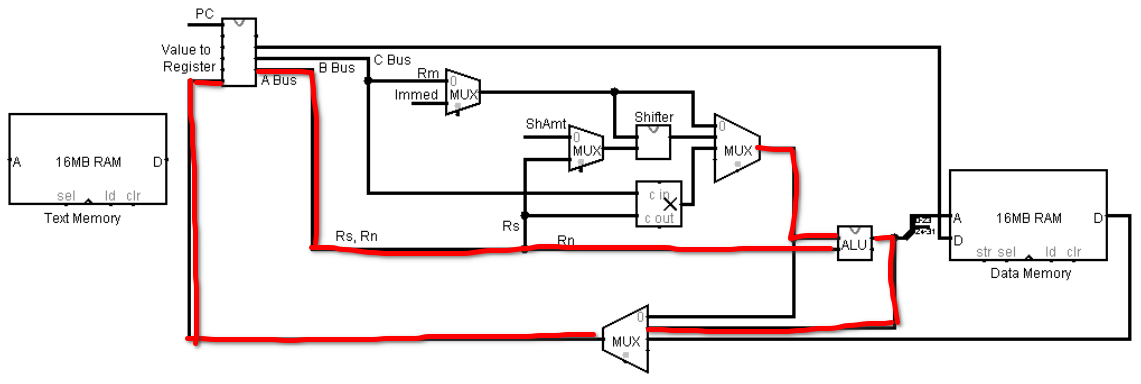 PC
Value to
Register
A Bus
B Bus
C Bus
Rm
Immed
0
MUX
ShAmt
0
MUX
Shifter
0
MUX
A
16MB RAM
D
sel
ld
clr
Text Memory
c in
c out
Rs
Rs, Rn
Rn
ALU
A
16MB RAM
D
D
str
sel
ld
clr
Data Memory
0
MUX